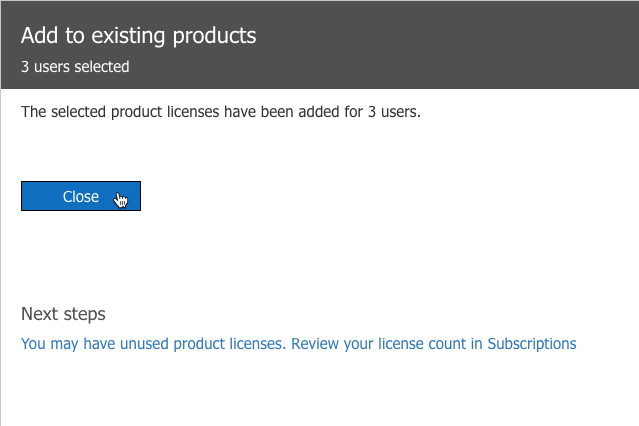 Add to existing products
3 users selected
The selected product licenses have been added for 3 users.
Close
Next steps
You may have unused product licenses. Review your license count in Subscriptions